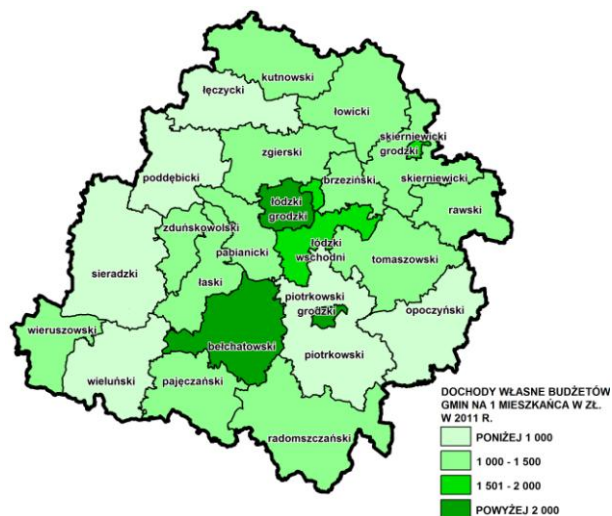 kutnowski
łęczycki
łowicki
skierniewicki
grodzki
zgierski
poddębicki
brzeziński
skierniewicki
łódzki
grodzki
rawski
zduńskowolski
łódzki
wschodni
pabianicki
tomaszowski
sieradzki
łaski
piotrkowski
grodzki
opoczyński
wieruszowski
bełchatowski
piotrkowski
wieluński
pajęczański
radomszczański
DOCHODY WŁASNE BUDŻETÓW
GMIN NA 1 MIESZKAŃCA W ZŁ.
W 2011 R.
PONIŻEJ 1 000
1 000 - 1 500
1 501 - 2 000
POWYŻEJ 2 000